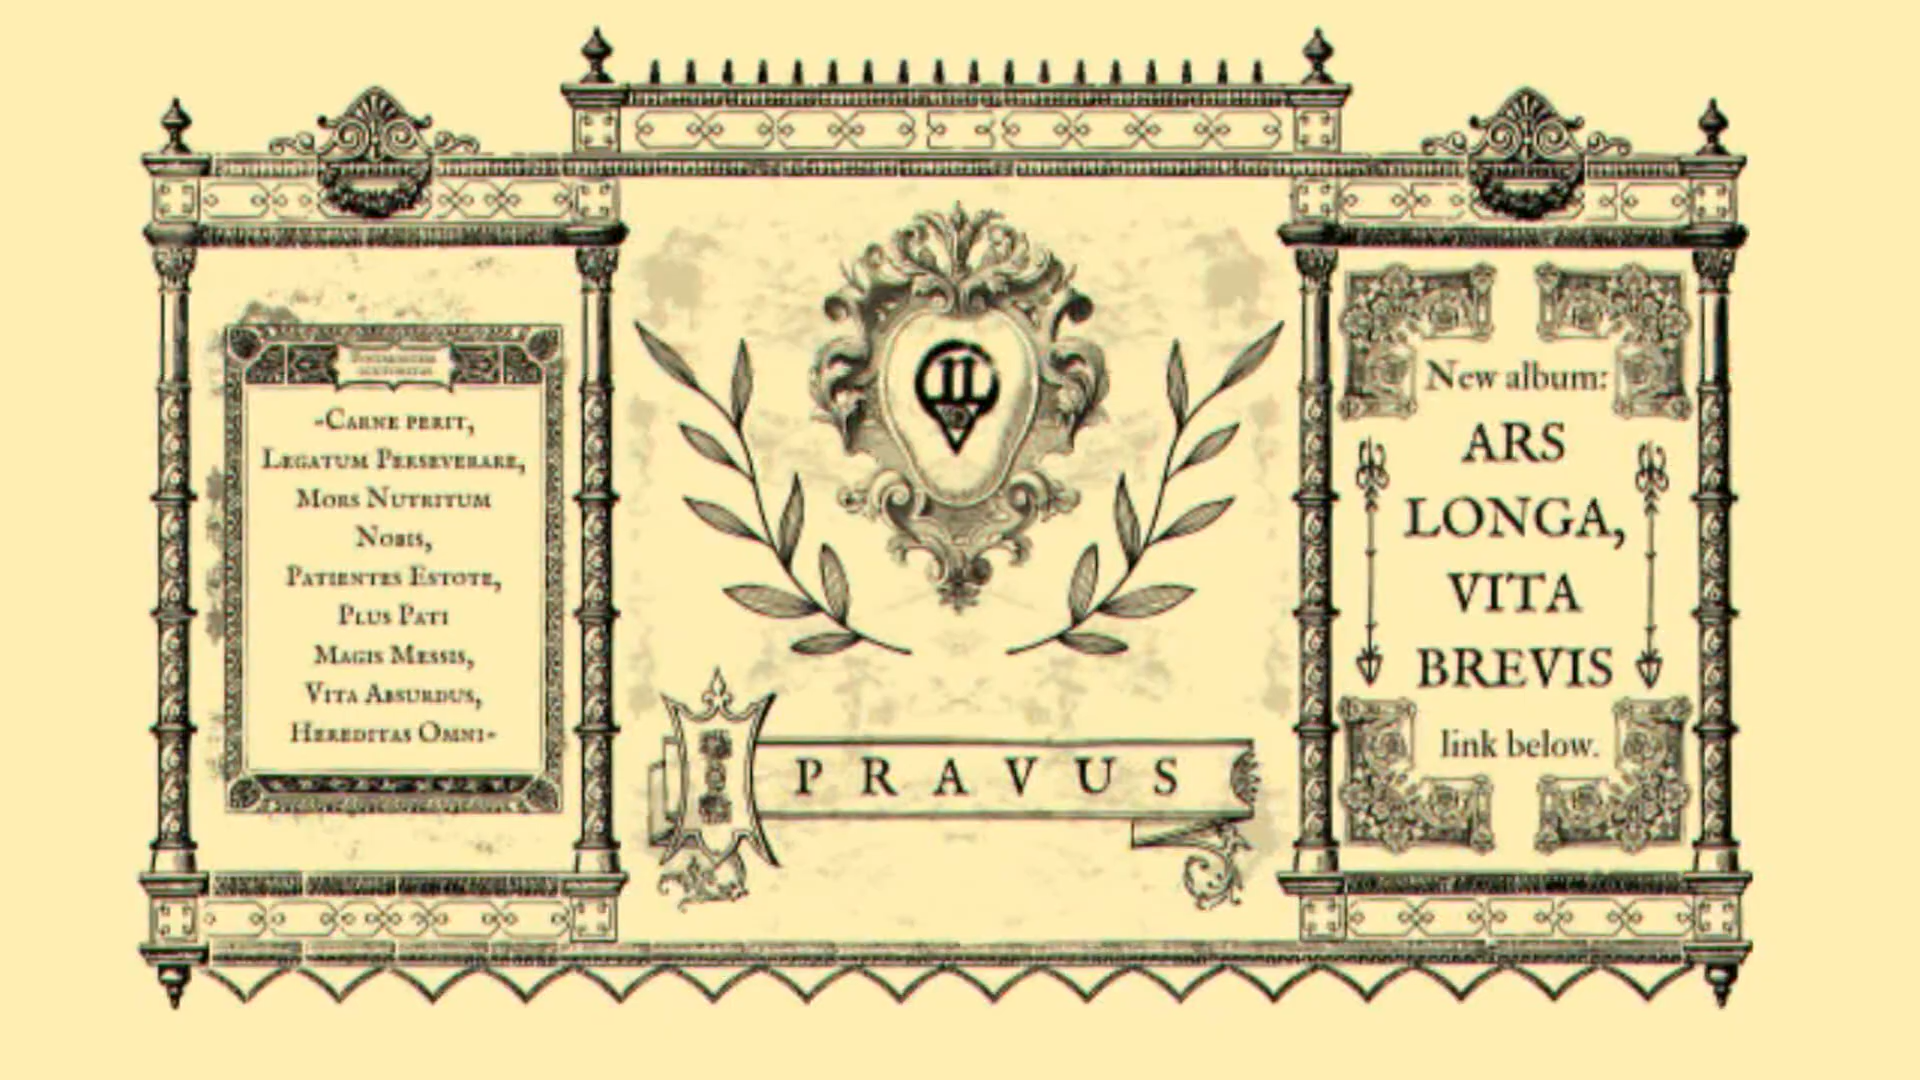 -Carne perit,
Legatum Perseverare,
Mors Nutritum
Nobis,
Patientes Estote,
Plus Pati
Magis Messis,
Vita Absurdus,
Hereditas Omni-
PRAVUS
New album:
ARS
LONGA,
VITA
BREVIS
link below.